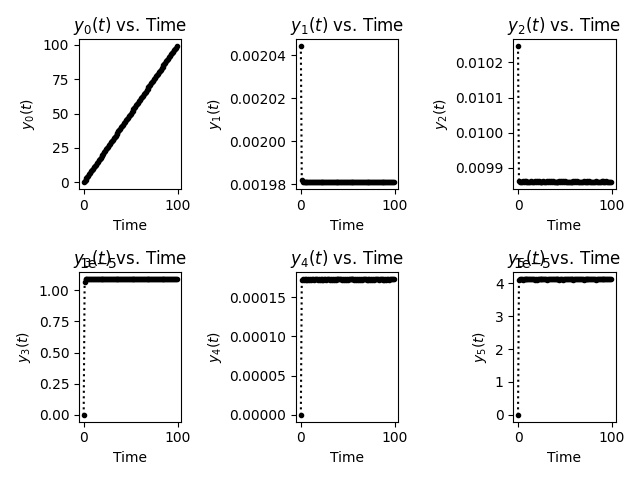 y₀(t) vs. Time
y₁(t) vs. Time
y₂(t) vs. Time
100
75
50
25
0
y₀(t)
0.00204
0.00202
0.00200
0.00198
y₁(t)
0.0102
0.0101
0.0100
0.0099
y₂(t)
0 100
0 100
0 100
Time
Time
Time
y₃(t) vs. Time
1e−5
y₄(t) vs. Time
y₅(t) vs. Time
1e−5
1.00
0.75
0.50
0.25
0.00
y₃(t)
0.00015
0.00010
0.00005
0.00000
y₄(t)
4
3
2
1
0
y₅(t)
0 100
0 100
0 100
Time
Time
Time